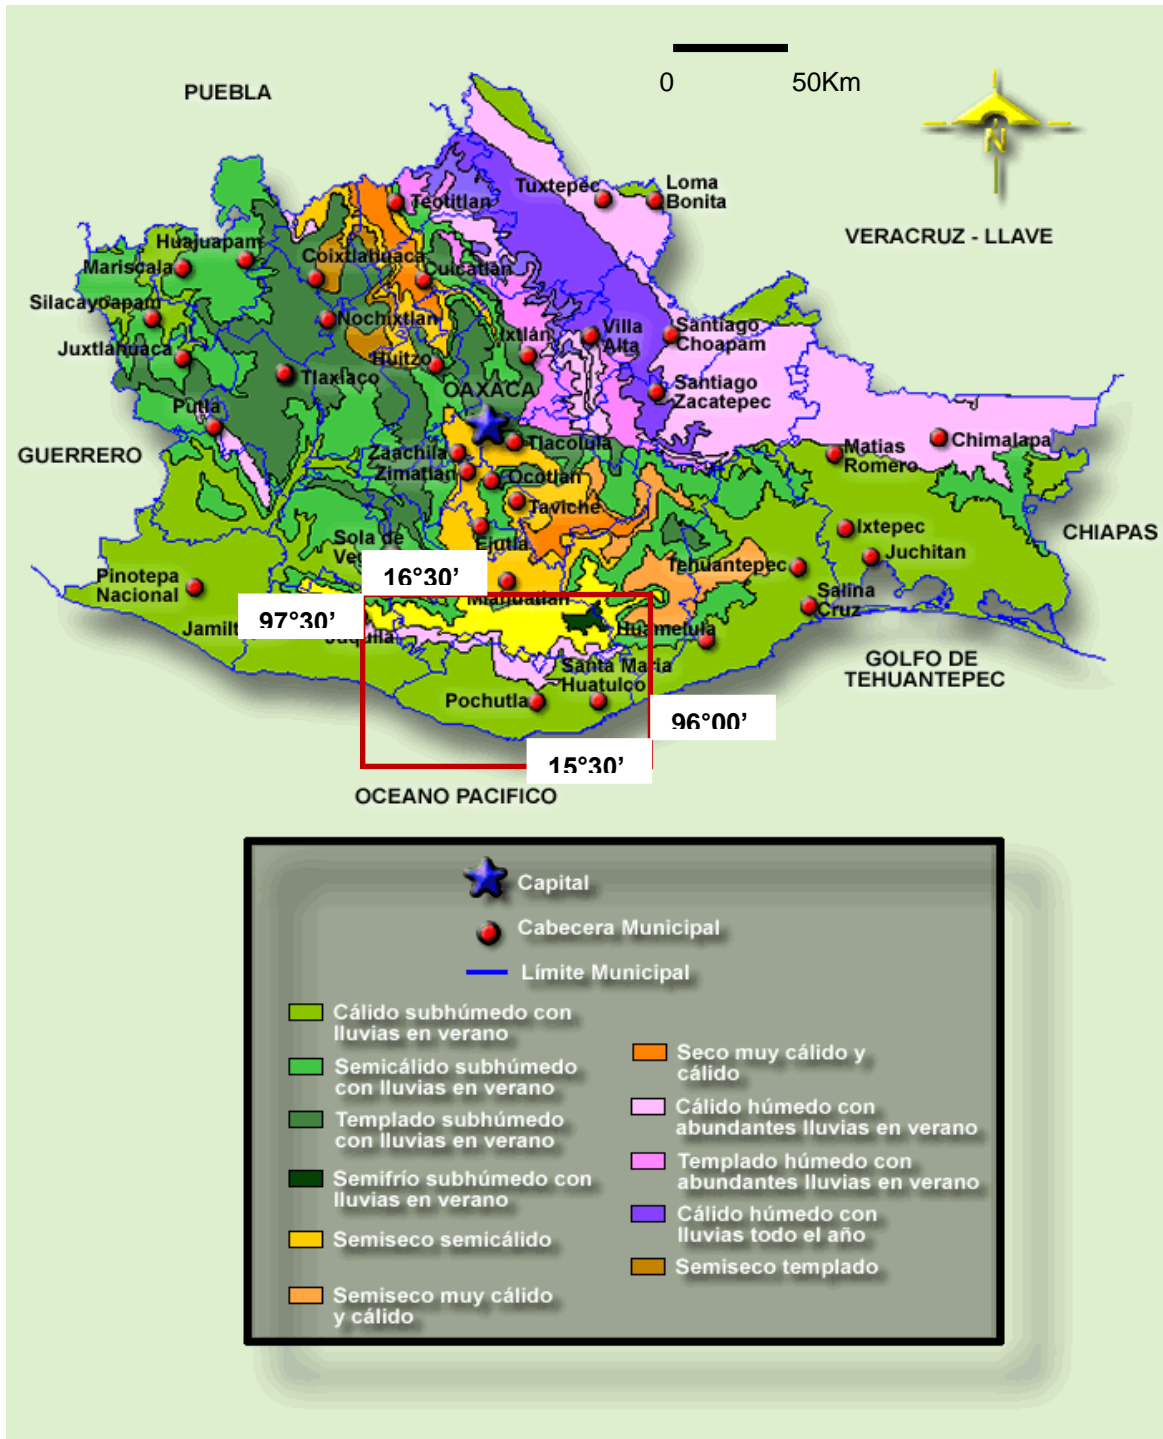 0 50Km
PUEBLA
N
Tuxtepec
Loma
Bonita
Teotitlan
VERACRUZ - LLAVE
Huajuapam
Coixtlahuaca
Mariscala
Cuicatlán
Silacayoapam
Nochixtlán
Ixtlán
Villa
Alta
Santiago
Choapam
Juxtlahuaca
Huitzo
Tlaxiaco
OAXACA
Santiago
Zacatepec
Putla
GUERRERO
Zaachila
Tlacolula
Matias
Romero
Chimalapa
Zimatlán
Ocotlan
Taviche
Ixtepec
CHIAPAS
Sola de
Ejutla
Juchitan
Tehuantepec
16°30’
Pinotepa
Nacional
Salina
Cruz
97°30’
Huamelula
GOLFO DE
TEHUANTEPEC
Santa Maria
Huatulco
Pochutla
96°00’
15°30’
OCEANO PACIFICO
Capital
Cabecera Municipal
Límite Municipal
Cálido subhúmedo con
lluvias en verano
Semicálido subhúmedo
con lluvias en verano
Templado subhúmedo
con lluvias en verano
Semifrío subhúmedo con
lluvias en verano
Semiseco semicálido
Semiseco muy cálido
y cálido
Seco muy cálido y
cálido
Cálido húmedo con
abundantes lluvias en verano
Templado húmedo con
abundantes lluvias en verano
Cálido húmedo con
lluvias todo el año
Semiseco templado